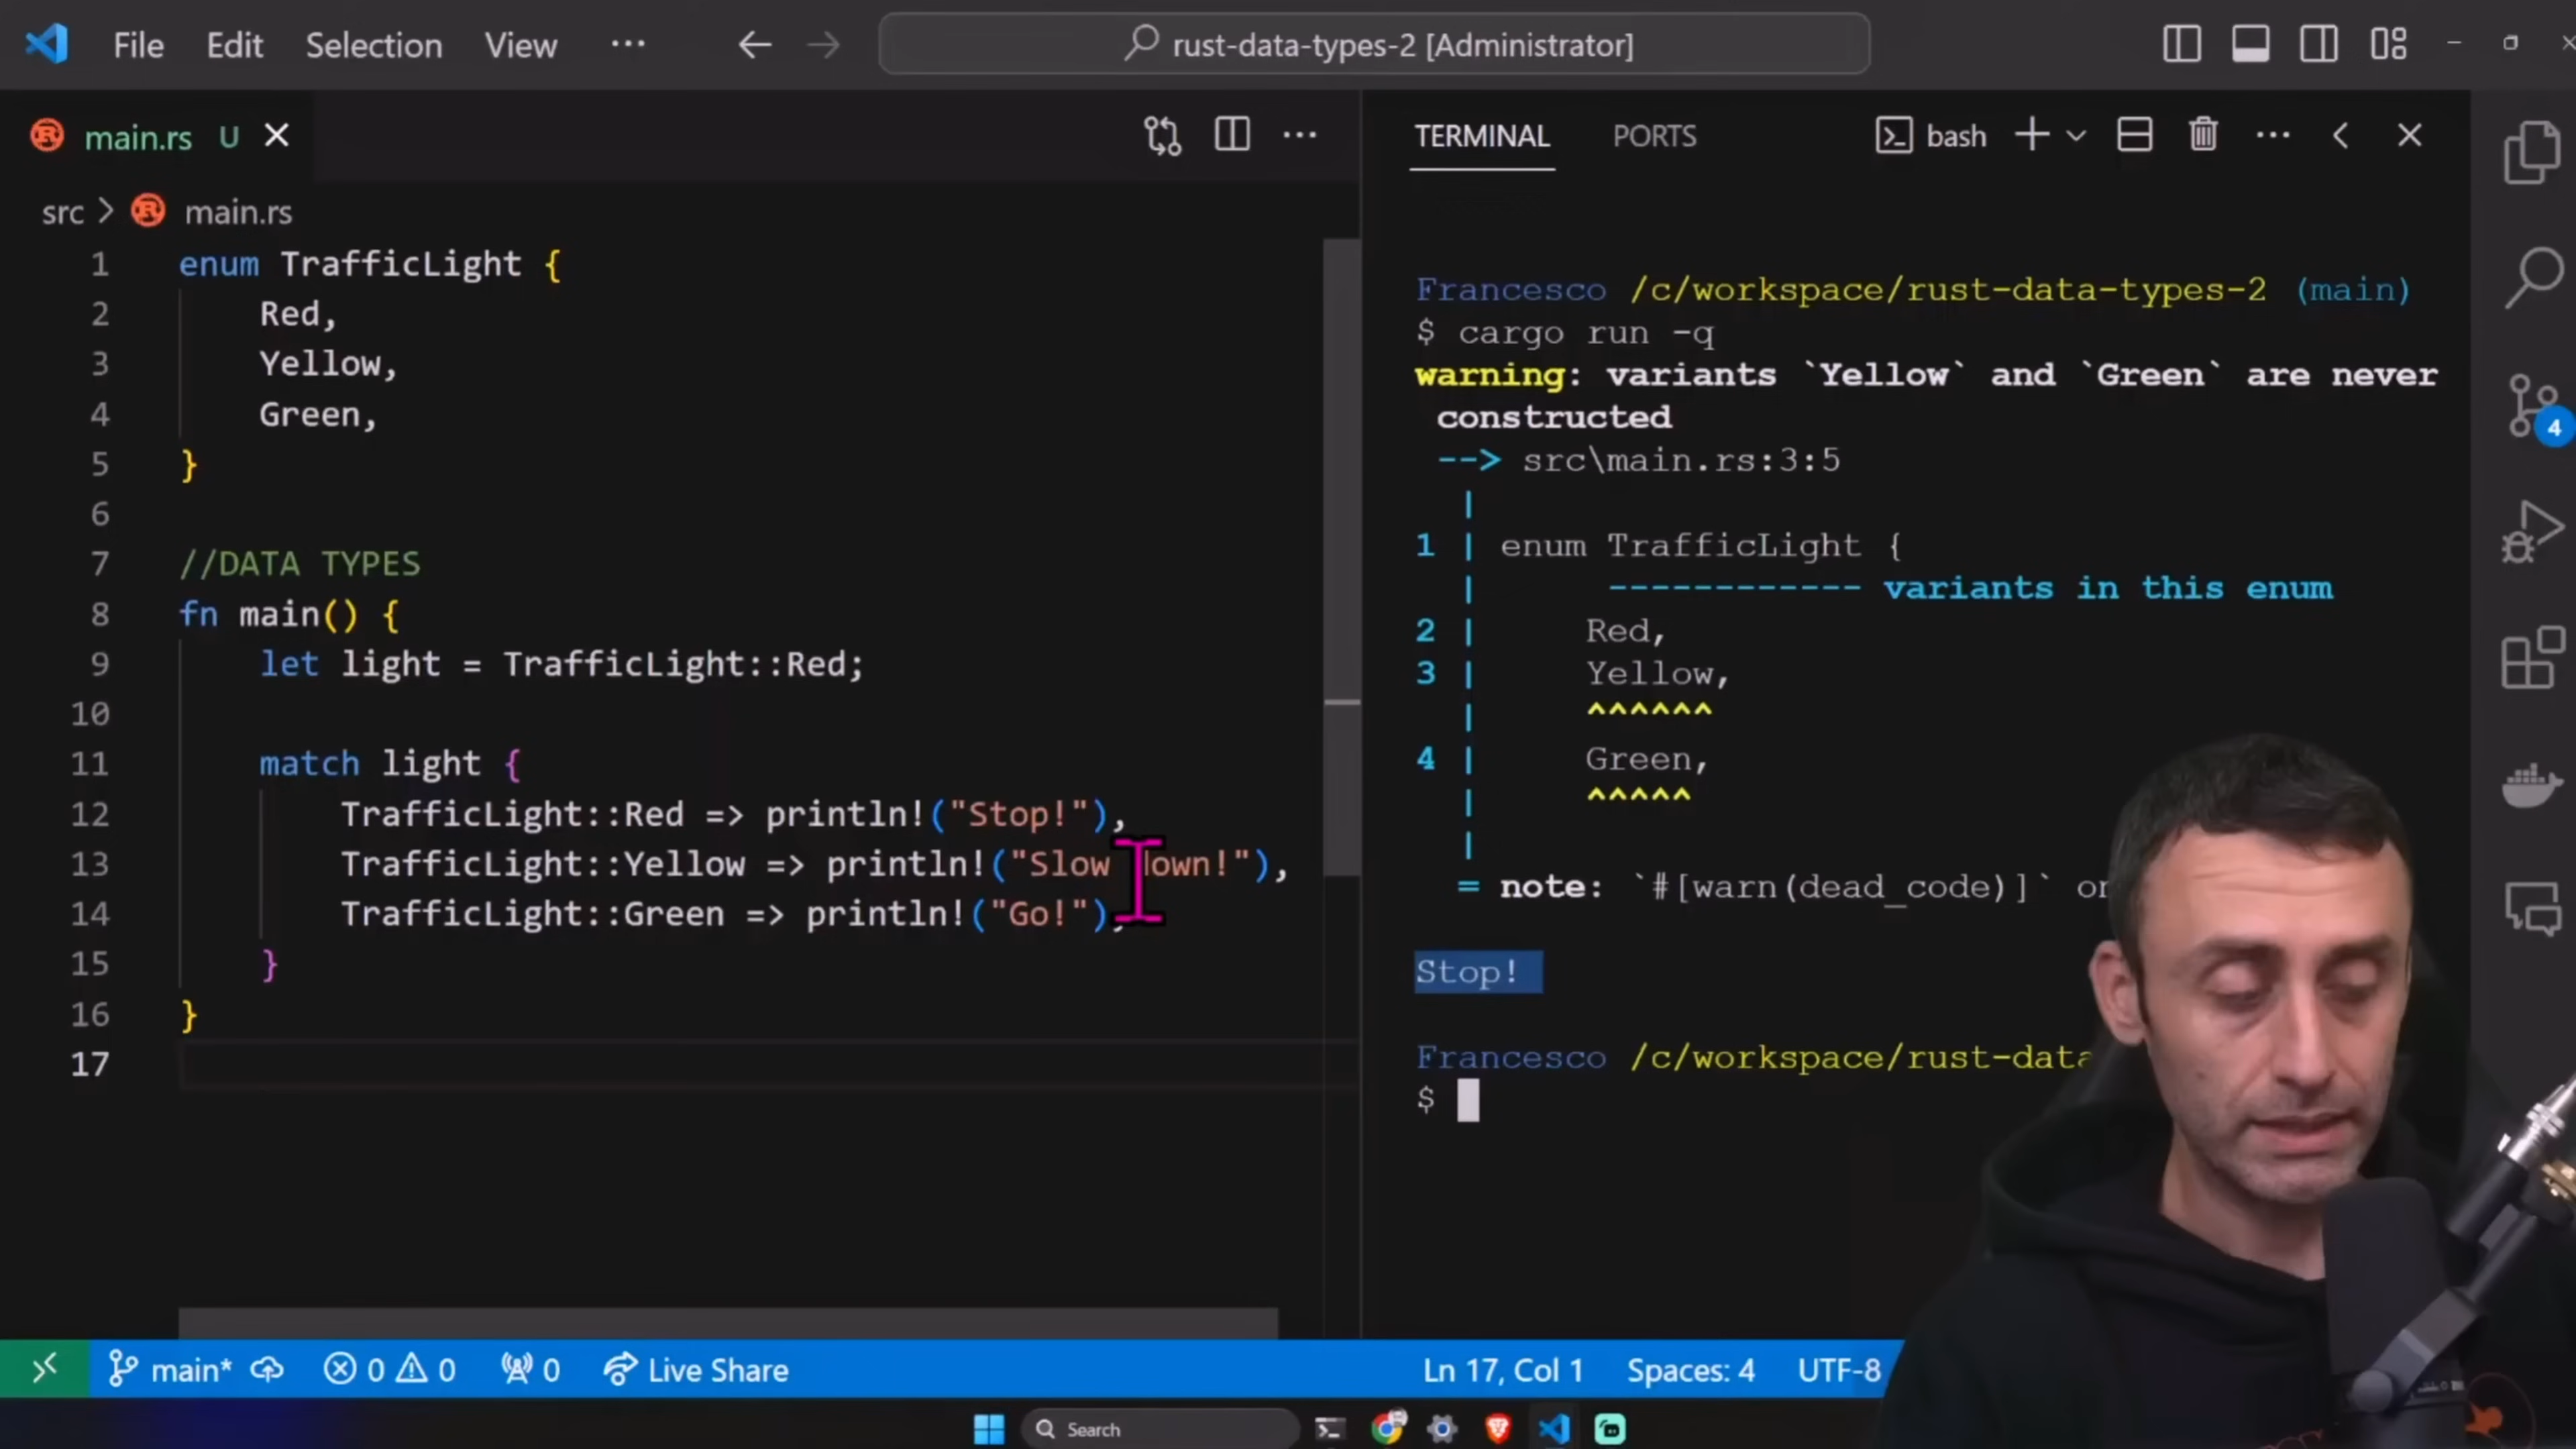 File Edit Selection View ... rust-data-types-2 [Administrator]
main.rs U
src > main.rs
1 enum TrafficLight {
2 Red,
3 Yellow,
4 Green,
5 }
6
7 //DATA TYPES
8 fn main() {
9 let light = TrafficLight::Red;
10
11 match light {
12 TrafficLight::Red => println!("Stop!"),
13 TrafficLight::Yellow => println!("Slow down!"),
14 TrafficLight::Green => println!("Go!"),
15 }
16 }
17
TERMINAL PORTS bash
Francesco /c/workspace/rust-data-types-2 (main)
$ cargo run -q
warning: variants `Yellow` and `Green` are never
constructed
--> src\main.rs:3:5
|
1 | enum TrafficLight {
| ------------ variants in this enum
2 | Red,
3 | Yellow,
| ^^^^^^
4 | Green,
| ^^^^^
|
= note: `#[warn(dead_code)]` on
Stop!
Francesco /c/workspace/rust-data
$
4
main* 0 0 0 Live Share Ln 17, Col 1 Spaces: 4 UTF-8
Search